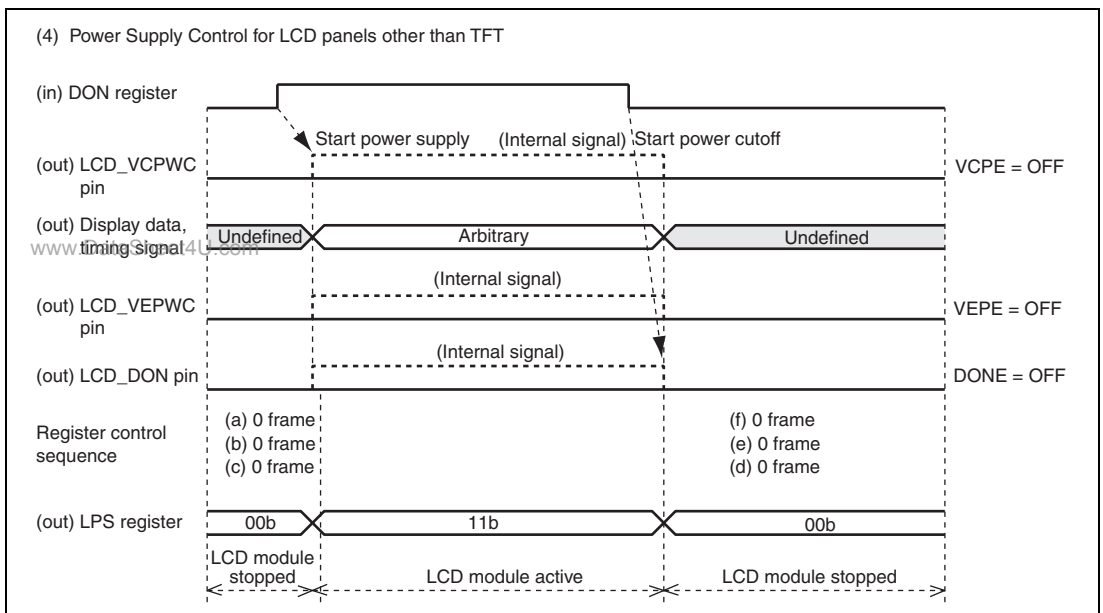 (4) Power Supply Control for LCD panels other than TFT
(in) DON register
Start power supply
(Internal signal)
Start power cutoff
(out) LCD_VCPWC
pin
VCPE = OFF
(out) Display data,
timing signal
www.DataSheet4U.com
Undefined
Arbitrary
Undefined
(Internal signal)
(out) LCD_VEPWC
pin
VEPE = OFF
(Internal signal)
(out) LCD_DON pin
DONE = OFF
Register control
sequence
(a) 0 frame
(b) 0 frame
(c) 0 frame
(f) 0 frame
(e) 0 frame
(d) 0 frame
(out) LPS register
00b
11b
00b
LCD module
stopped
LCD module active
LCD module stopped